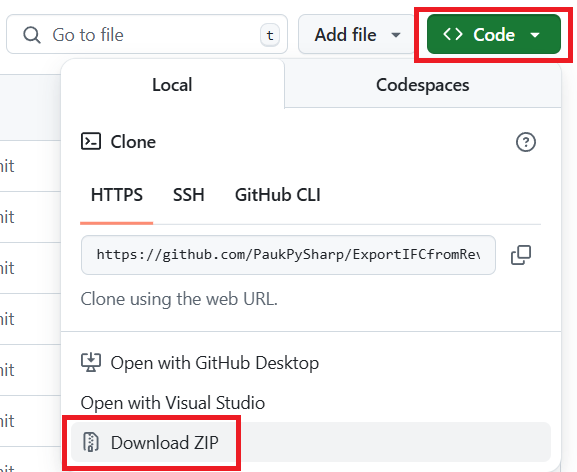 Go to file t Add file <> Code
Local Codespaces
Clone
HTTPS SSH GitHub CLI
https://github.com/PaukPySharp/ExportIFCfromRev
Clone using the web URL.
Open with GitHub Desktop
Open with Visual Studio
Download ZIP
nit
nit
nit
nit
nit
nit
nit